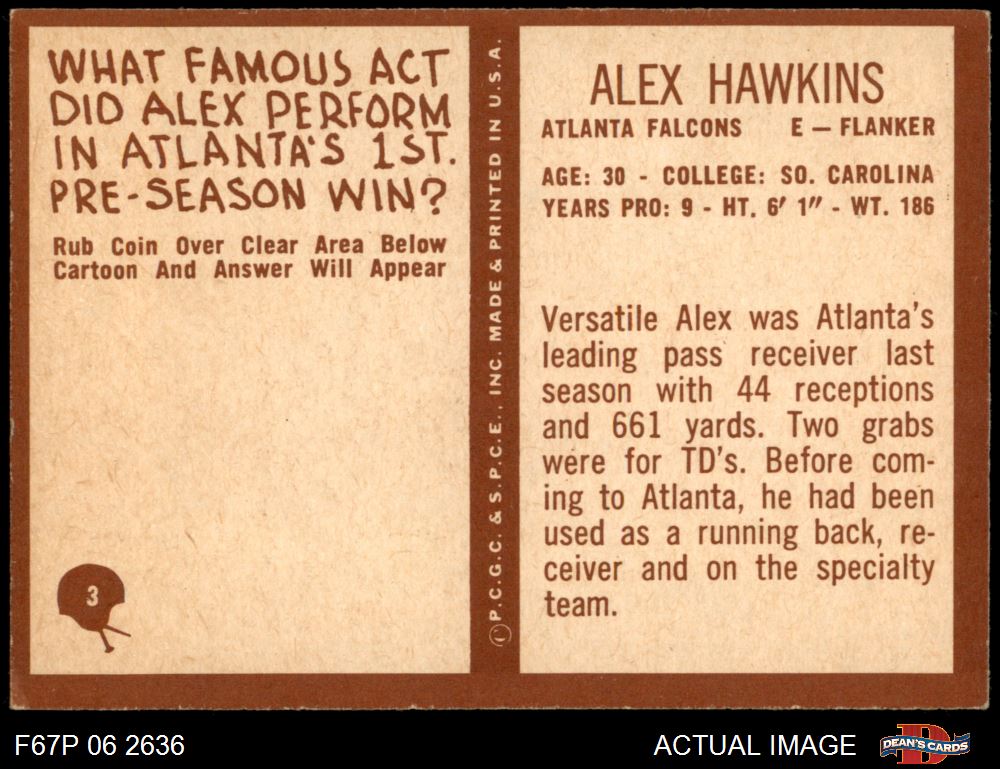 WHAT FAMOUS ACT
DID ALEX PERFORM
IN ATLANTA'S 1ST.
PRE-SEASON WIN?
Rub Coin Over Clear Area Below
Cartoon And Answer Will Appear
3
© P.C.G.C. & S.P.C.E., INC. MADE & PRINTED IN U.S.A.
ALEX HAWKINS
ATLANTA FALCONS E — FLANKER
AGE: 30 - COLLEGE: SO. CAROLINA
YEARS PRO: 9 - HT. 6' 1" - WT. 186
Versatile Alex was Atlanta's
leading pass receiver last
season with 44 receptions
and 661 yards. Two grabs
were for TD's. Before com-
ing to Atlanta, he had been
used as a running back, re-
ceiver and on the specialty
team.
F67P 06 2636
ACTUAL IMAGE
D
DEAN'S CARDS